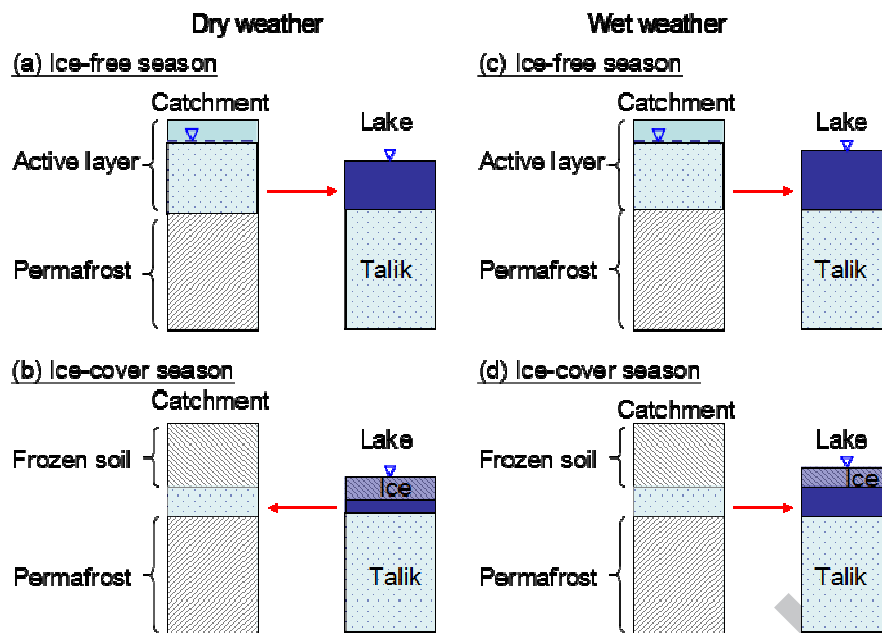 Dry weather
Wet weather
(a) Ice-free season
(c) Ice-free season
Catchment
Lake
Active layer
Permafrost
Talik
Catchment
Lake
Active layer
Permafrost
Talik
(b) Ice-cover season
(d) Ice-cover season
Catchment
Lake
Frozen soil
Ice
Permafrost
Talik
Catchment
Lake
Frozen soil
Ice
Permafrost
Talik